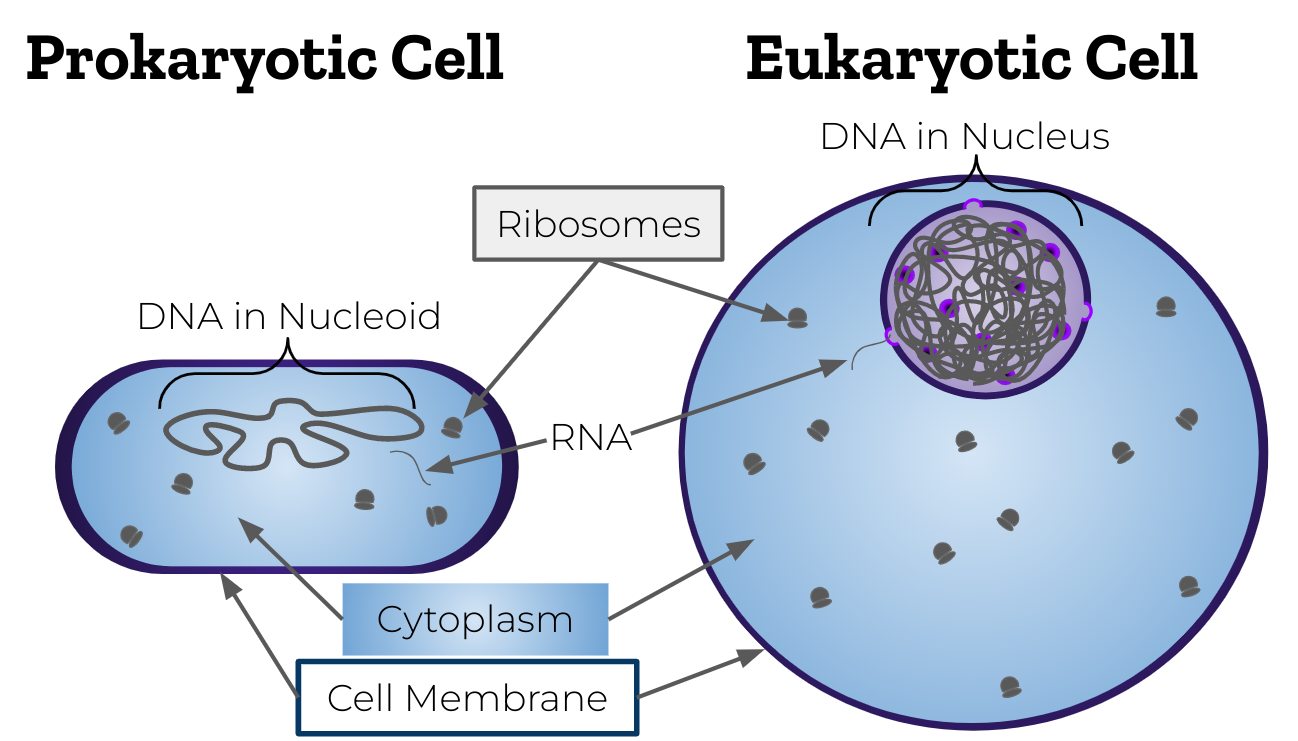 Prokaryotic Cell
Eukaryotic Cell
DNA in Nucleus
Ribosomes
DNA in Nucleoid
RNA
Cytoplasm
Cell Membrane